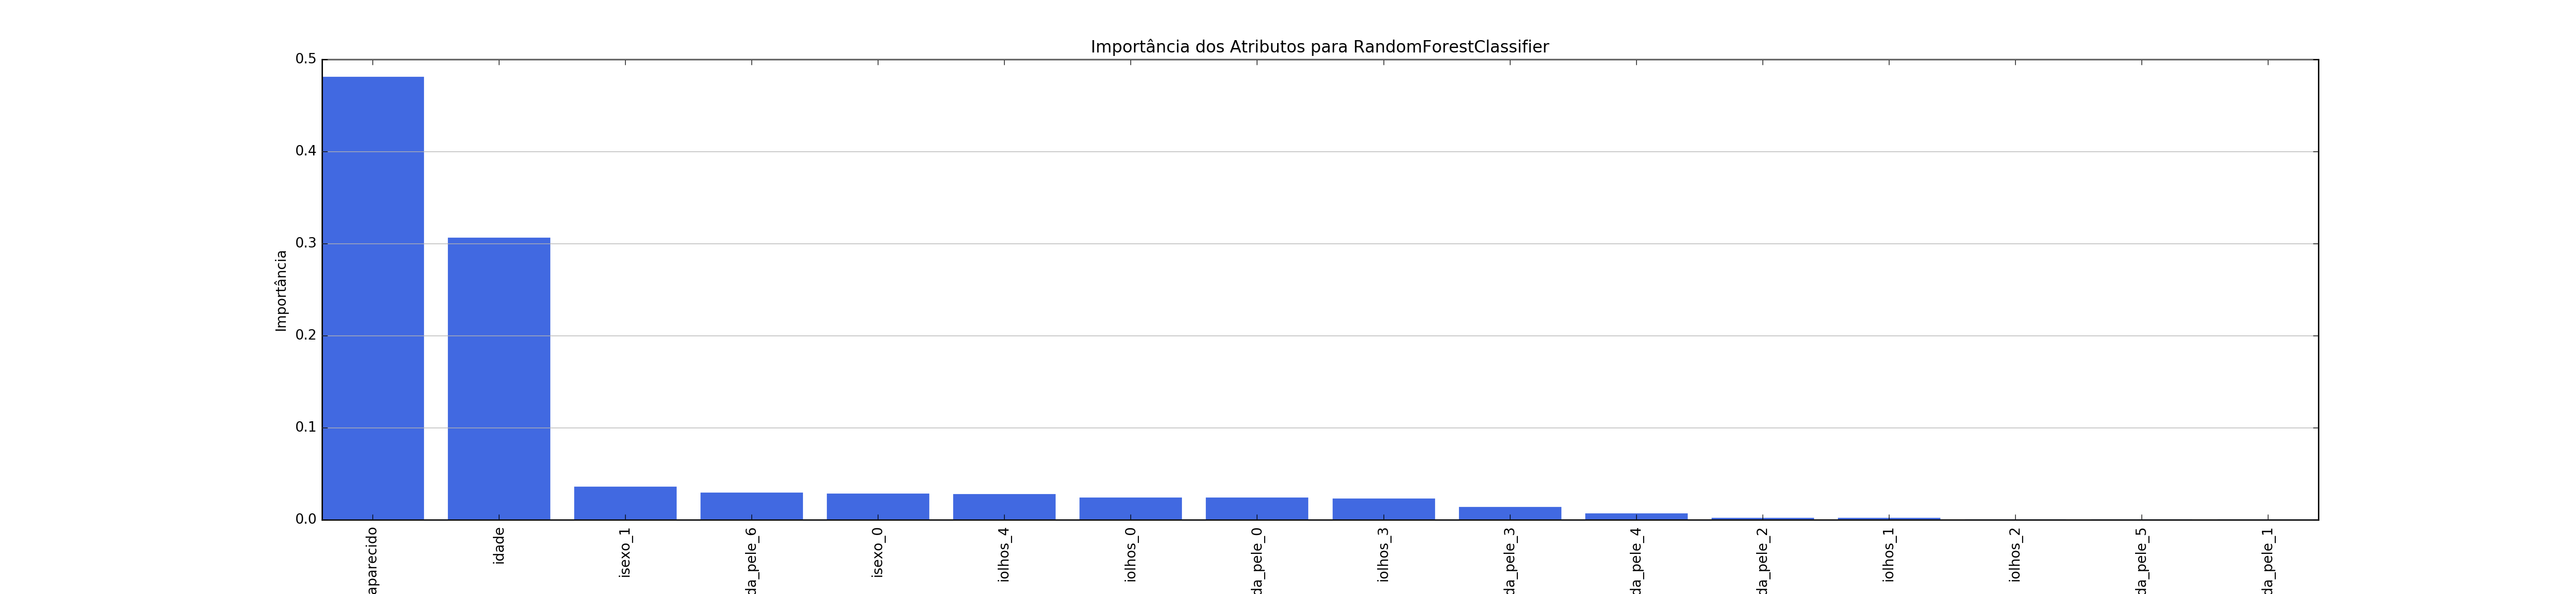 Importância dos Atributos para RandomForestClassifier
Importância
0.5
0.4
0.3
0.2
0.1
0.0
aparecido
idade
isexo_1
da_pele_6
isexo_0
iolhos_4
iolhos_0
da_pele_0
iolhos_3
da_pele_3
da_pele_4
da_pele_2
iolhos_1
iolhos_2
da_pele_5
da_pele_1